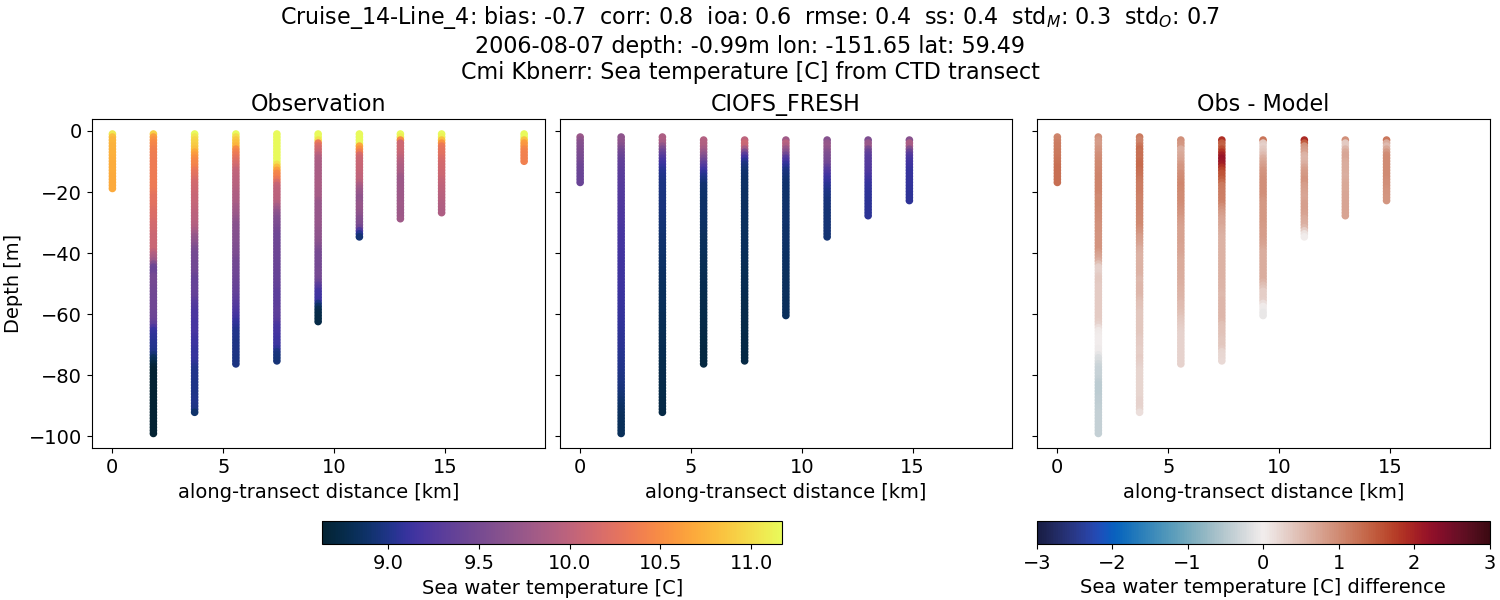 Cruise_14-Line_4: bias: -0.7  corr: 0.8  ioa: 0.6  rmse: 0.4  ss: 0.4  std_M: 0.3  std_O: 0.7
2006-08-07 depth: -0.99m lon: -151.65 lat: 59.49
Cmi Kbnerr: Sea temperature [C] from CTD transect
Observation
CIOFS_FRESH
Obs - Model
Depth [m]
0
−20
−40
−60
−80
−100
0 5 10 15
0 5 10 15
0 5 10 15
along-transect distance [km]
along-transect distance [km]
along-transect distance [km]
9.0 9.5 10.0 10.5 11.0
Sea water temperature [C]
−3 −2 −1 0 1 2 3
Sea water temperature [C] difference